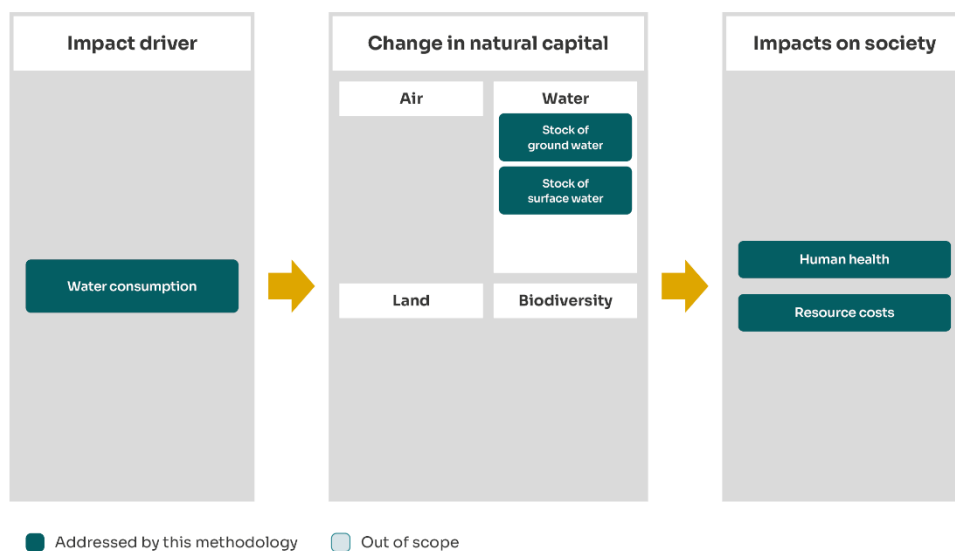 Impact driver
Water consumption
Change in natural capital
Air
Water
Stock of
ground water
Stock of
surface water
Land
Biodiversity
Impacts on society
Human health
Resource costs
Addressed by this methodology
Out of scope